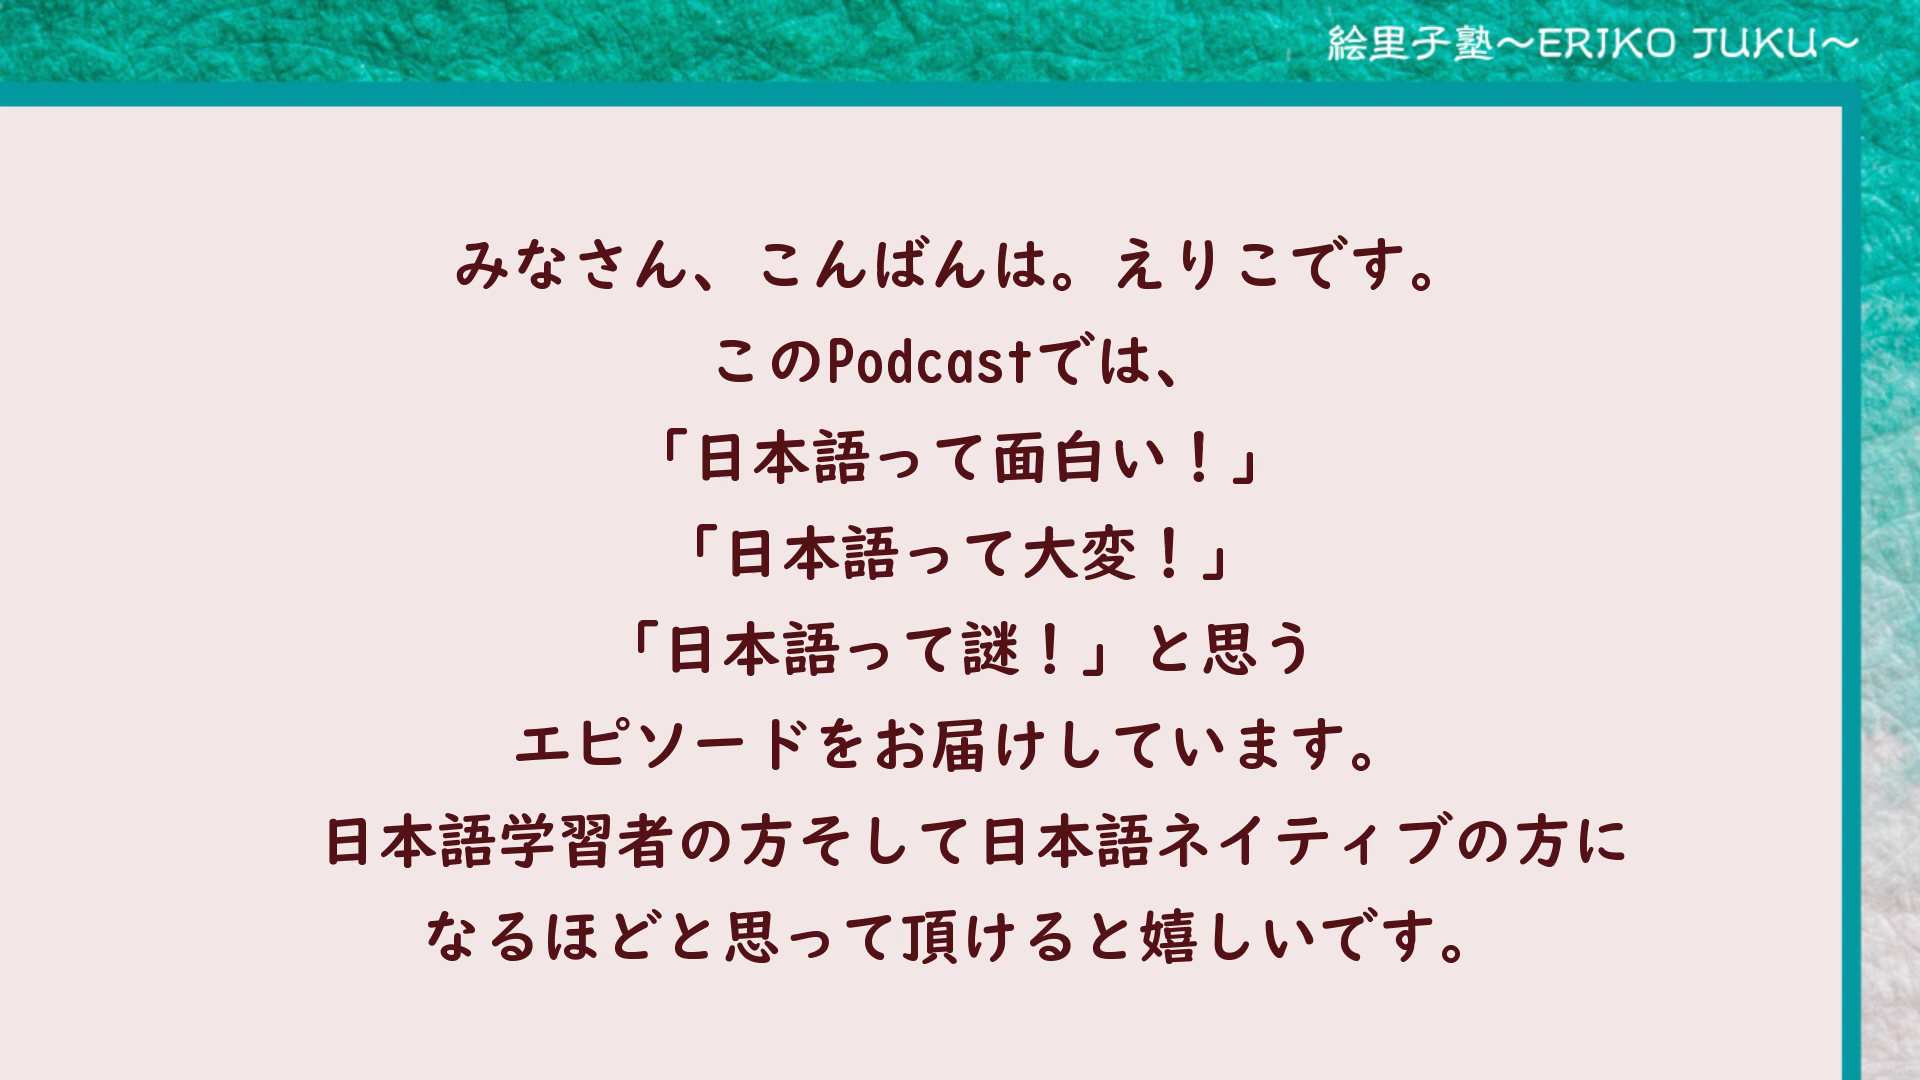 絵里子塾～ERIKO JUKU～
みなさん、こんばんは。えりこです。
このPodcastでは、
「日本語って面白い！」
「日本語って大変！」
「日本語って謎！」と思う
エピソードをお届けしています。
日本語学習者の方そして日本語ネイティブの方に
なるほどと思って頂けると嬉しいです。